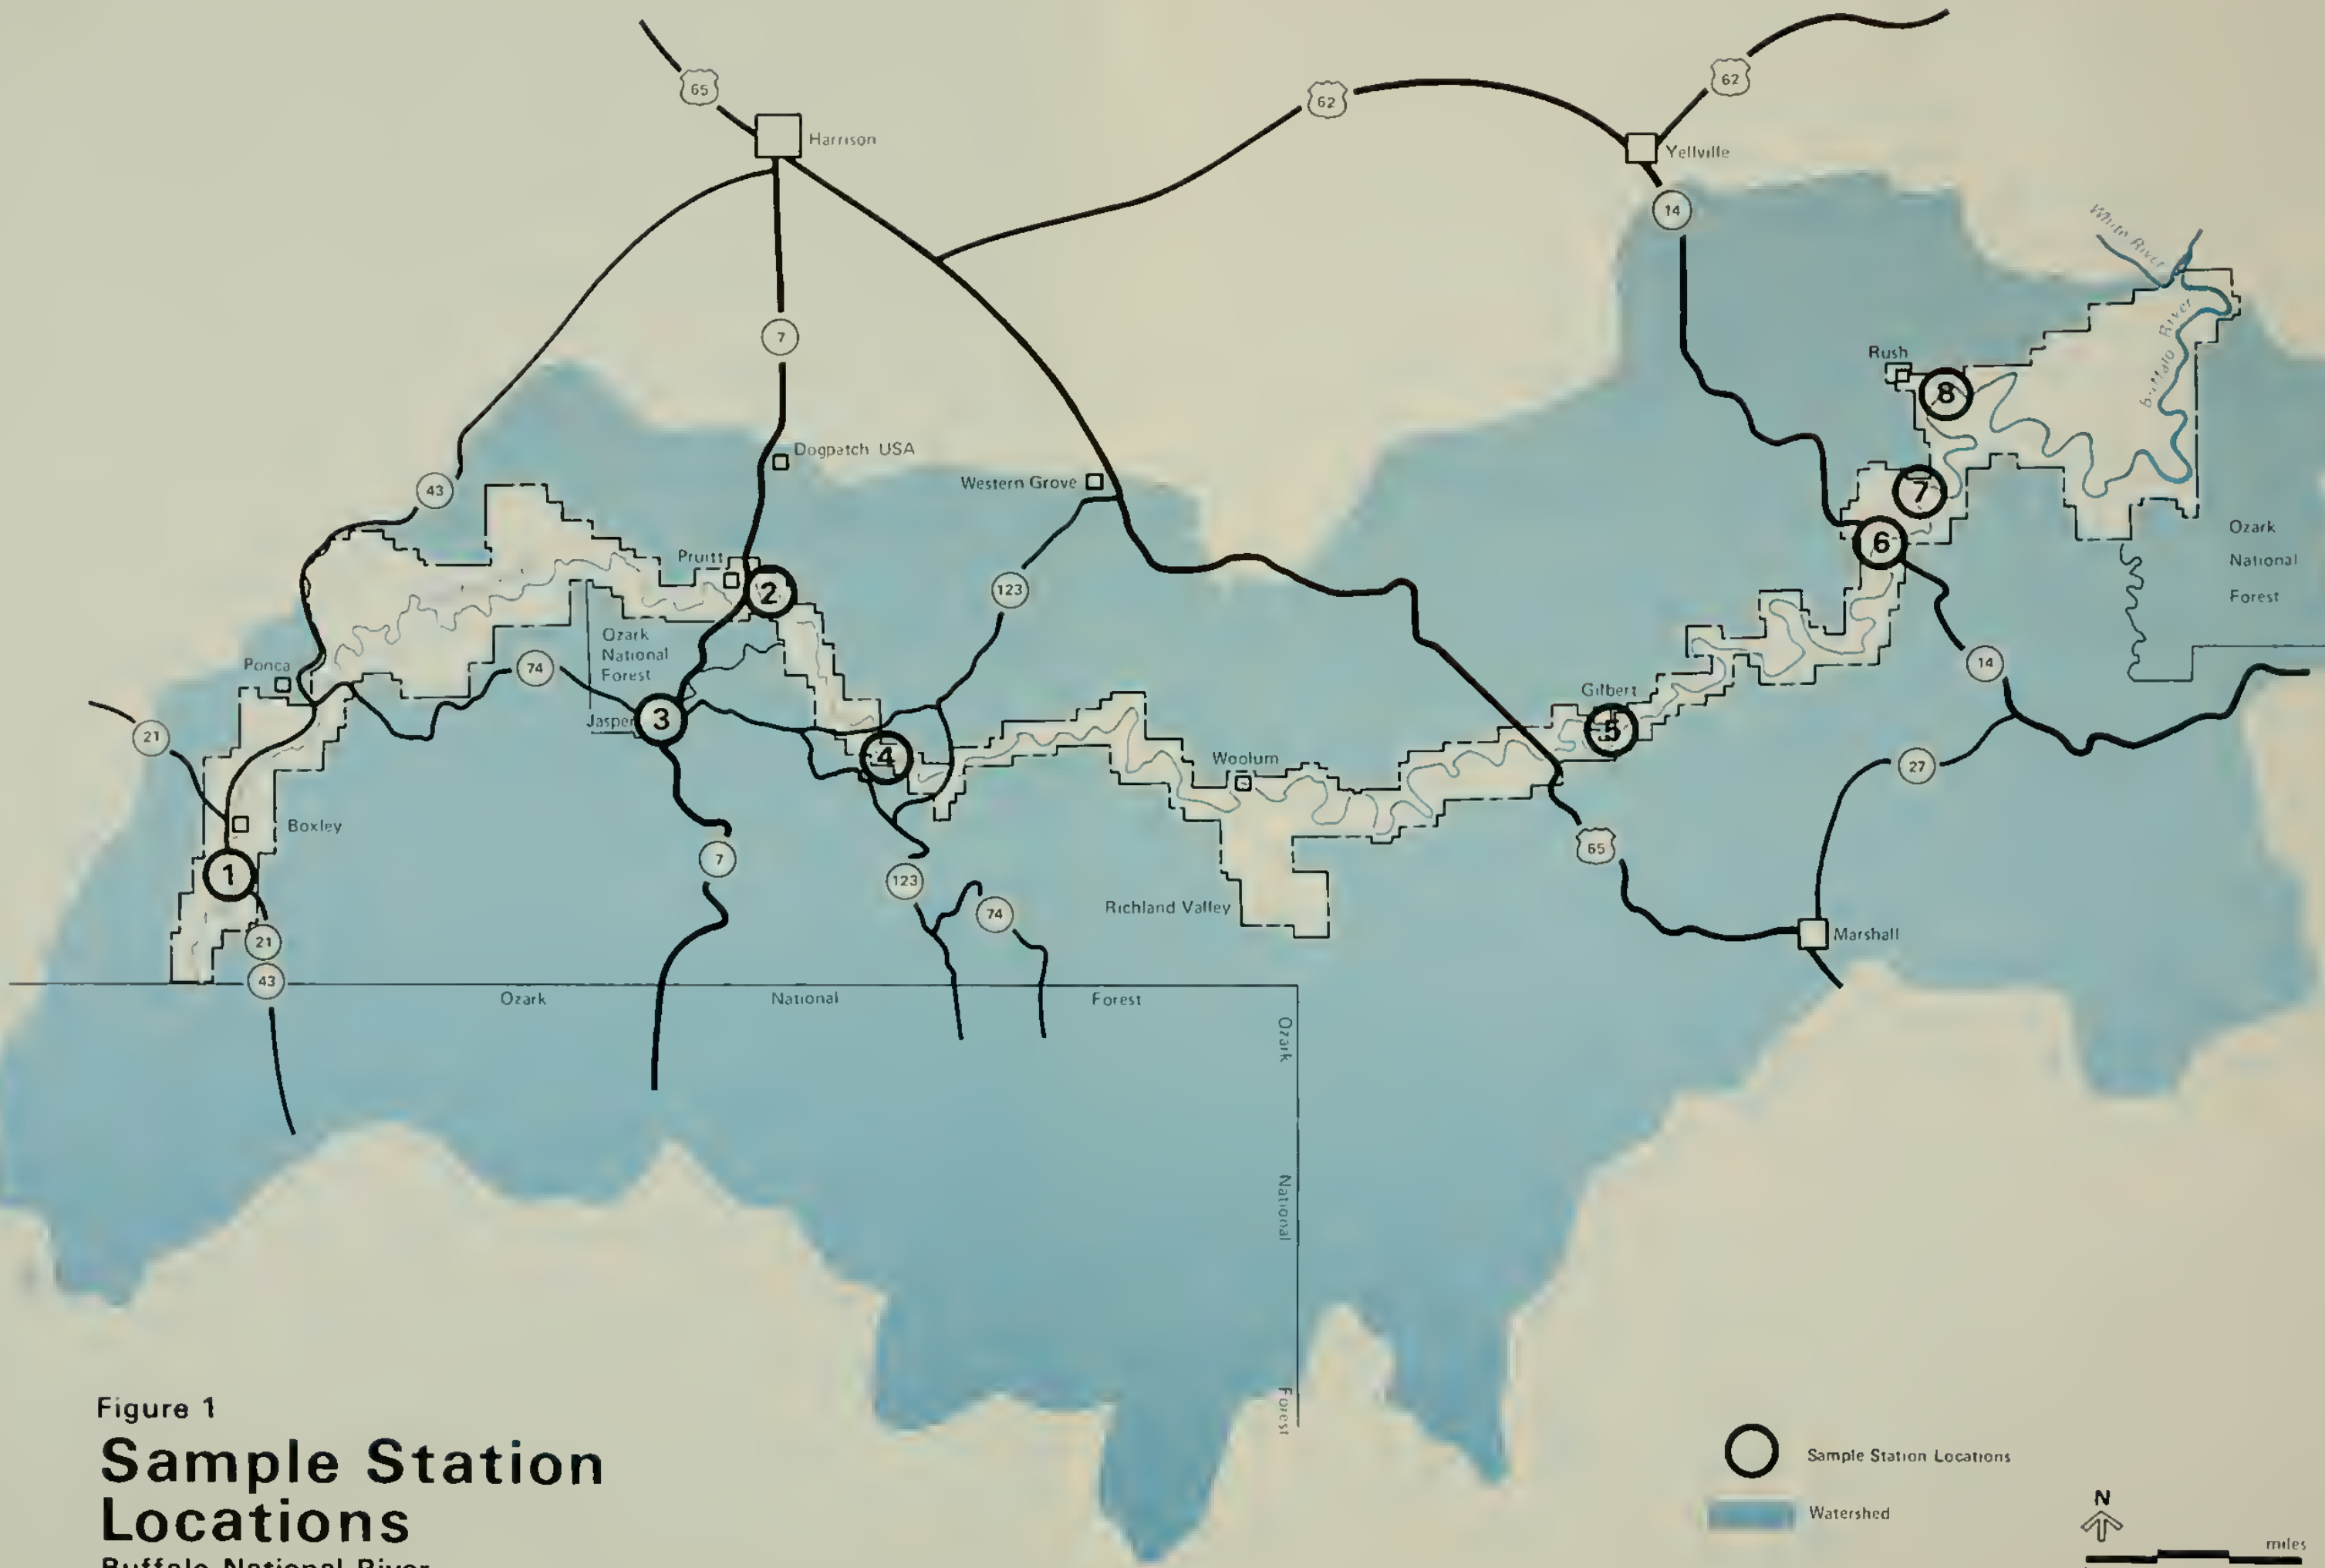 65
62
62
Harrison
Yellville
14
White River
Buffalo River
7
Rush
8
Dogpatch USA
43
Western Grove
7
Ozark
National
Forest
6
Pruitt
2
123
Ozark
National
Forest
Ponca
74
14
Jasper
3
Gilbert
5
21
4
Woolum
27
Boxley
1
7
65
123
Richland Valley
74
21
Marshall
43
Ozark National Forest
Ozark National Forest
Figure 1
Sample Station
Locations
Buffalo National River
Sample Station Locations
Watershed
N
miles